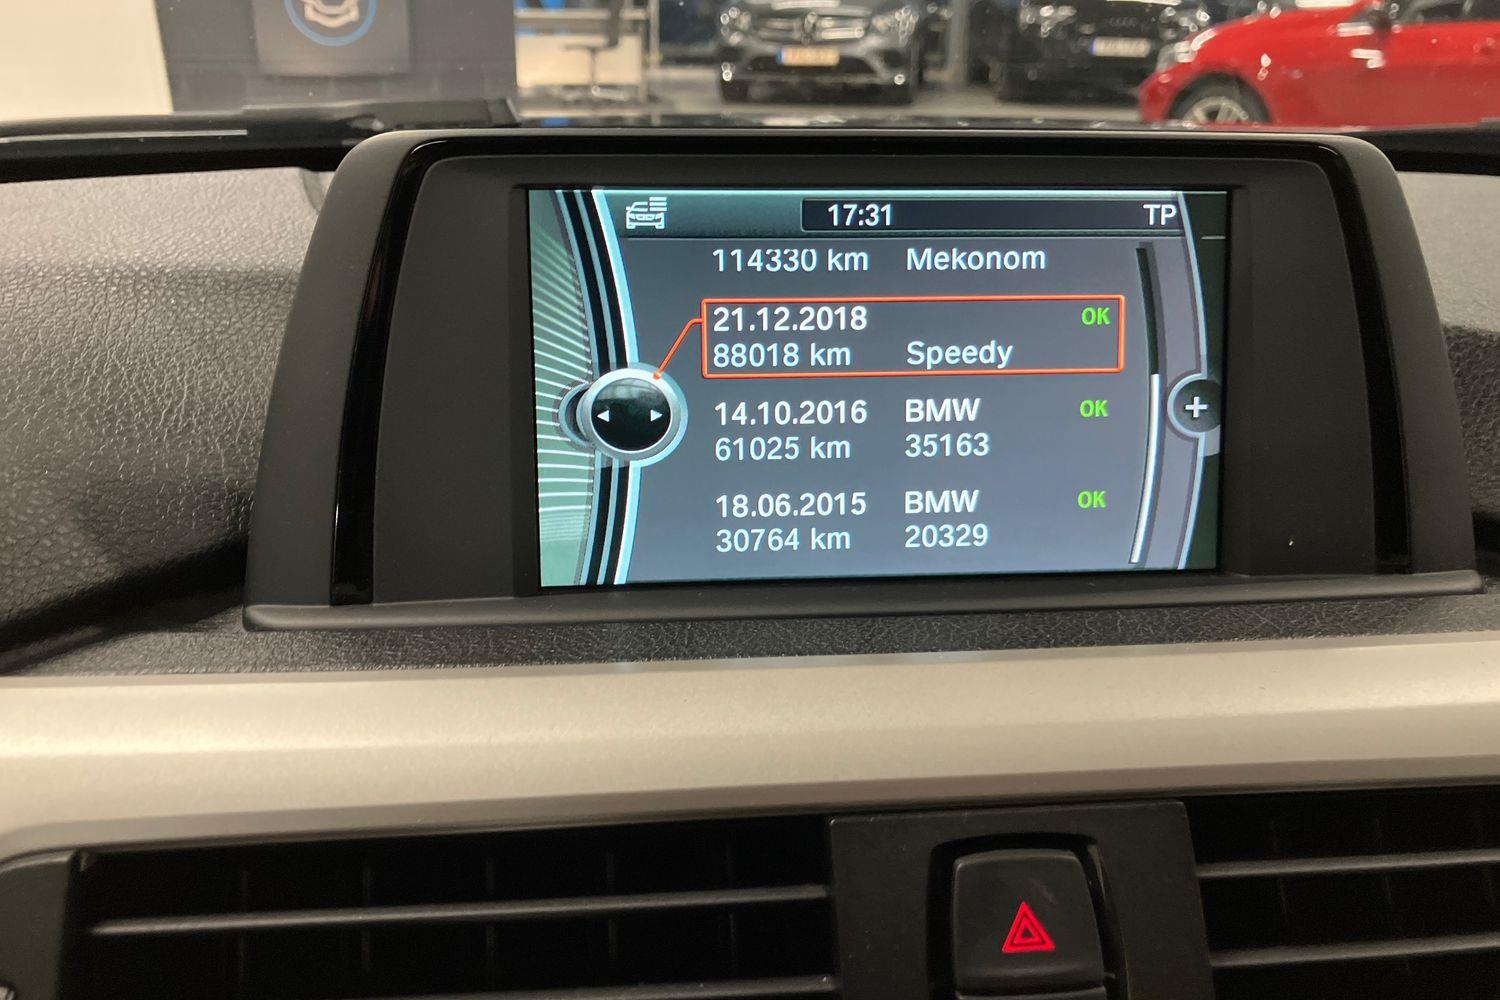 17:31 TP
114330 km Mekonom
21.12.2018 OK
88018 km Speedy
14.10.2016 BMW OK
61025 km 35163
18.06.2015 BMW OK
30764 km 20329